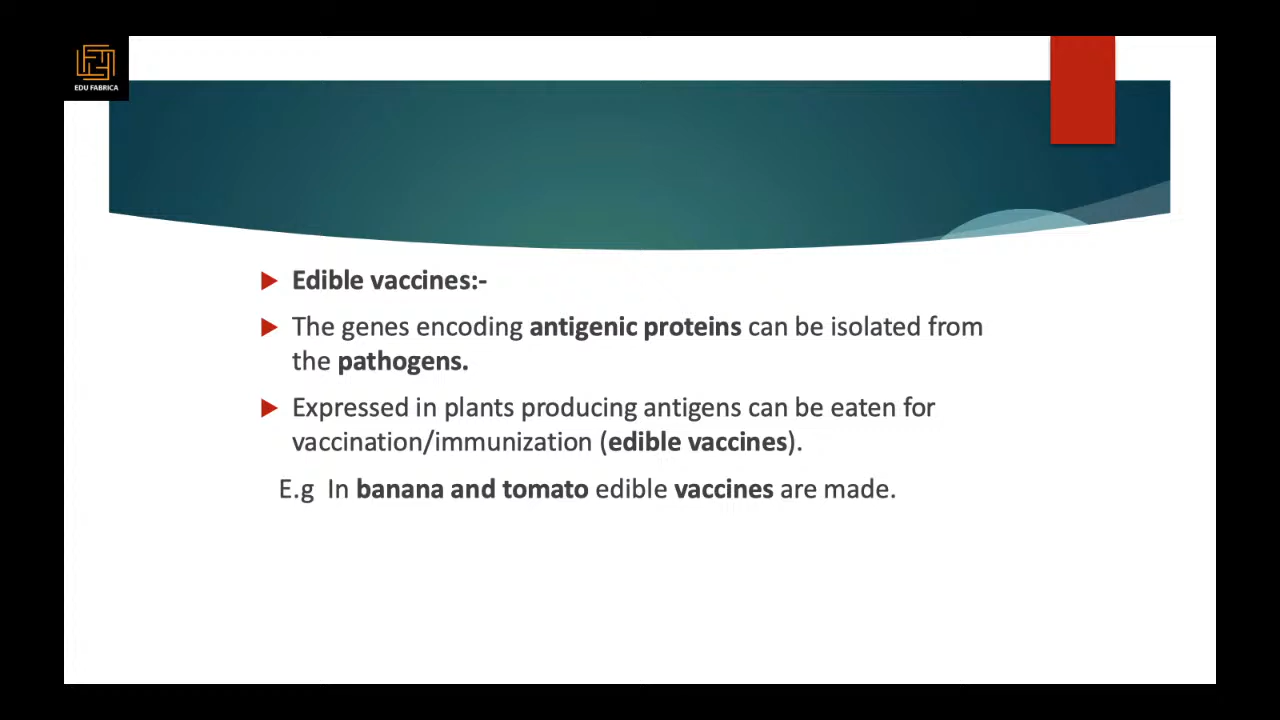 EDU FABRICA
Edible vaccines:-
The genes encoding antigenic proteins can be isolated from
the pathogens.
Expressed in plants producing antigens can be eaten for
vaccination/immunization (edible vaccines).
E.g In banana and tomato edible vaccines are made.